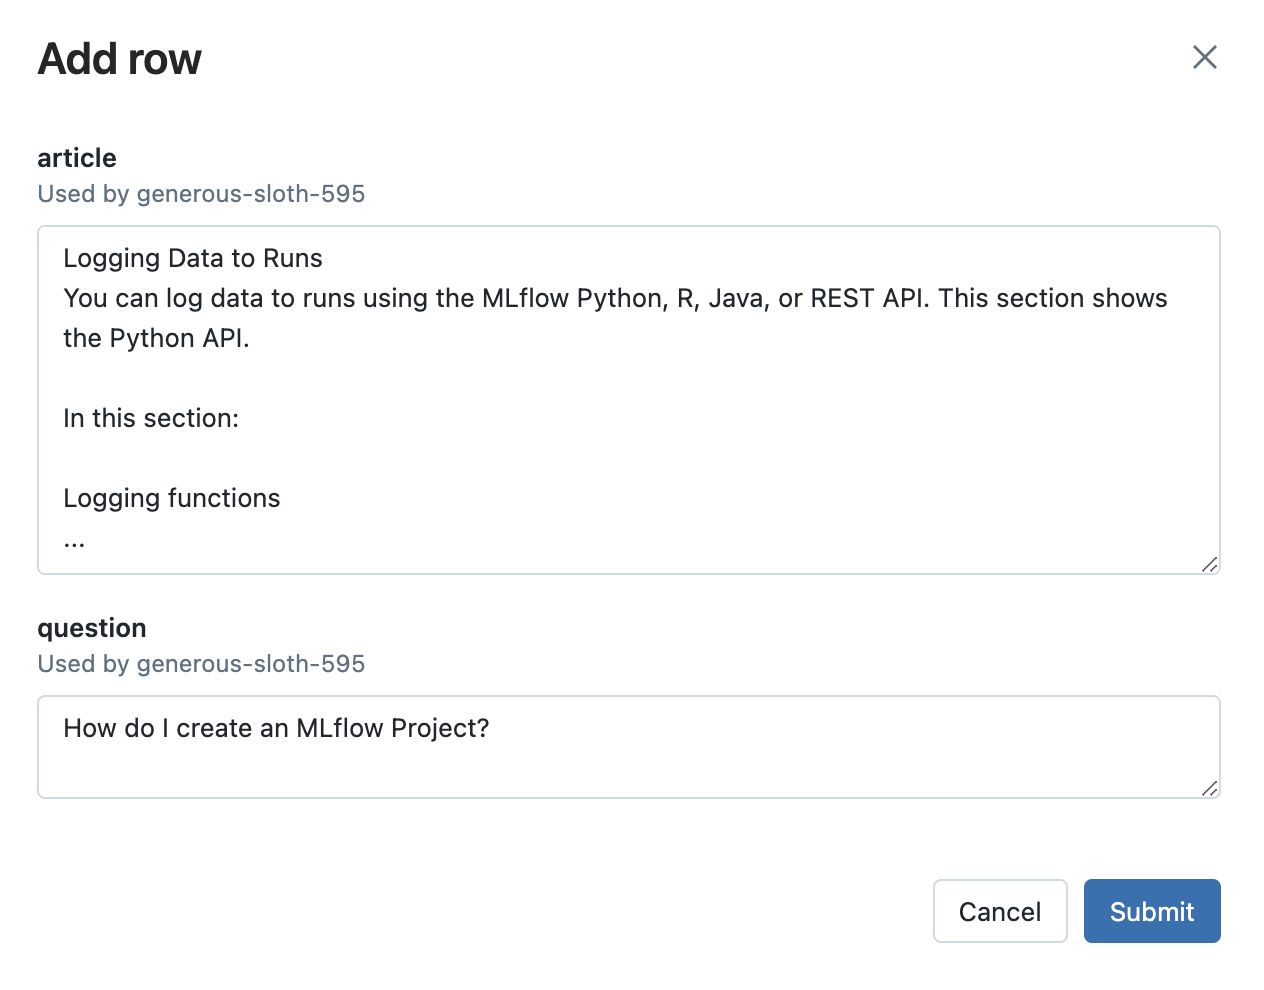 Add row
article
Used by generous-sloth-595
Logging Data to Runs
You can log data to runs using the MLflow Python, R, Java, or REST API. This section shows
the Python API.
In this section:
Logging functions
...
question
Used by generous-sloth-595
How do I create an MLflow Project?
Cancel
Submit